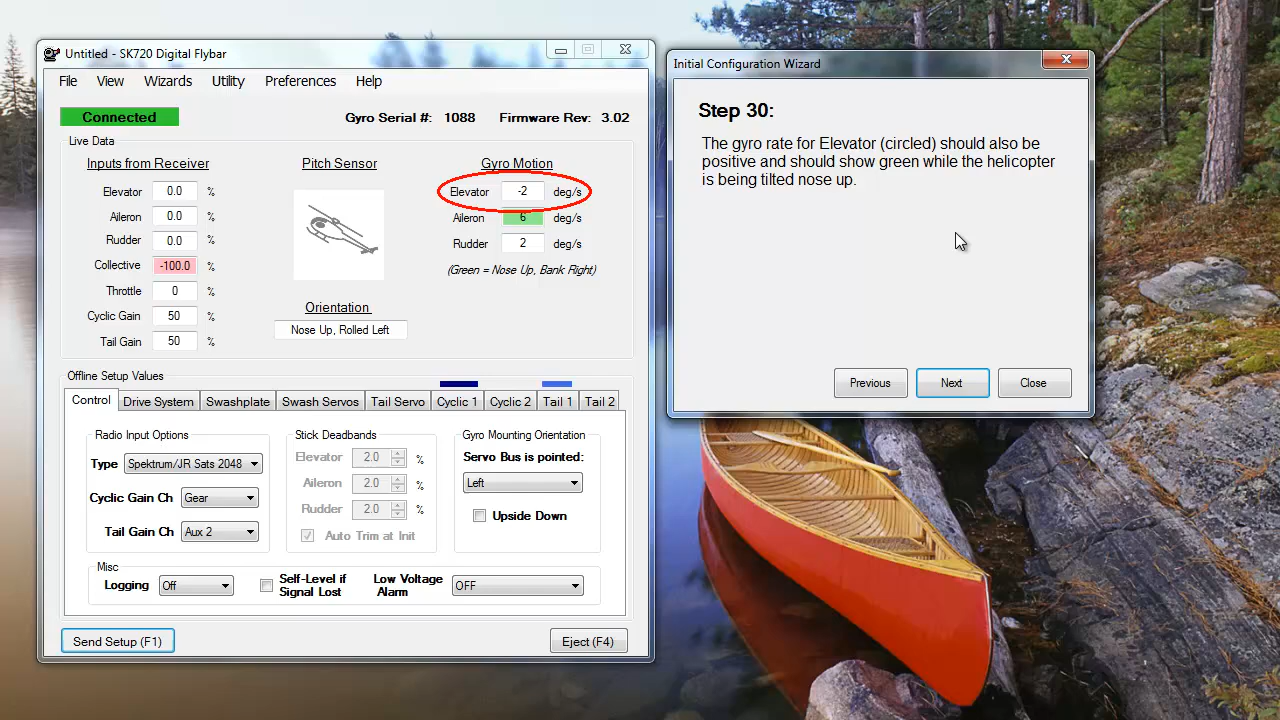 Untitled - SK720 Digital Flybar
File View Wizards Utility Preferences Help
Connected
Gyro Serial #: 1088 Firmware Rev: 3.02
Live Data
Inputs from Receiver
Elevator 0.0 %
Aileron 0.0 %
Rudder 0.0 %
Collective -100.0 %
Throttle 0
Cyclic Gain 50 %
Tail Gain 50 %
Pitch Sensor
Orientation
Nose Up, Rolled Left
Gyro Motion
Elevator -2 deg/s
Aileron 6 deg/s
Rudder 2 deg/s
(Green = Nose Up, Bank Right)
Offline Setup Values
Control Drive System Swashplate Swash Servos Tail Servo Cyclic 1 Cyclic 2 Tail 1 Tail 2
Radio Input Options
Type Spektrum/JR Sats 2048
Cyclic Gain Ch Gear
Tail Gain Ch Aux 2
Stick Deadbands
Elevator 2.0 %
Aileron 2.0 %
Rudder 2.0 %
Auto Trim at Init
Gyro Mounting Orientation
Servo Bus is pointed:
Left
Upside Down
Misc
Logging Off
Self-Level if
Signal Lost
Low Voltage
Alarm
OFF
Send Setup (F1)
Eject (F4)
Initial Configuration Wizard
Step 30:
The gyro rate for Elevator (circled) should also be
positive and should show green while the helicopter
is being tilted nose up.
Previous Next Close